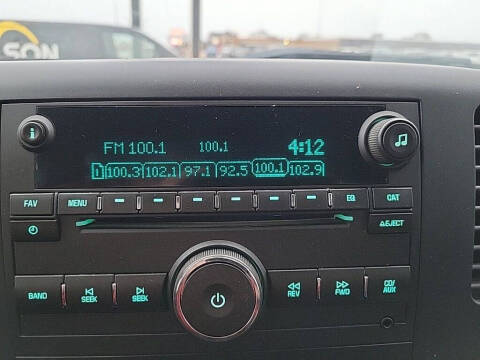 SON
FM 100.1 100.1 4:12
1 100.3 102.1 97.1 92.5 100.1 102.9
FAV MENU EQ CAT
EJECT
BAND SEEK SEEK REV FWD CD/AUX